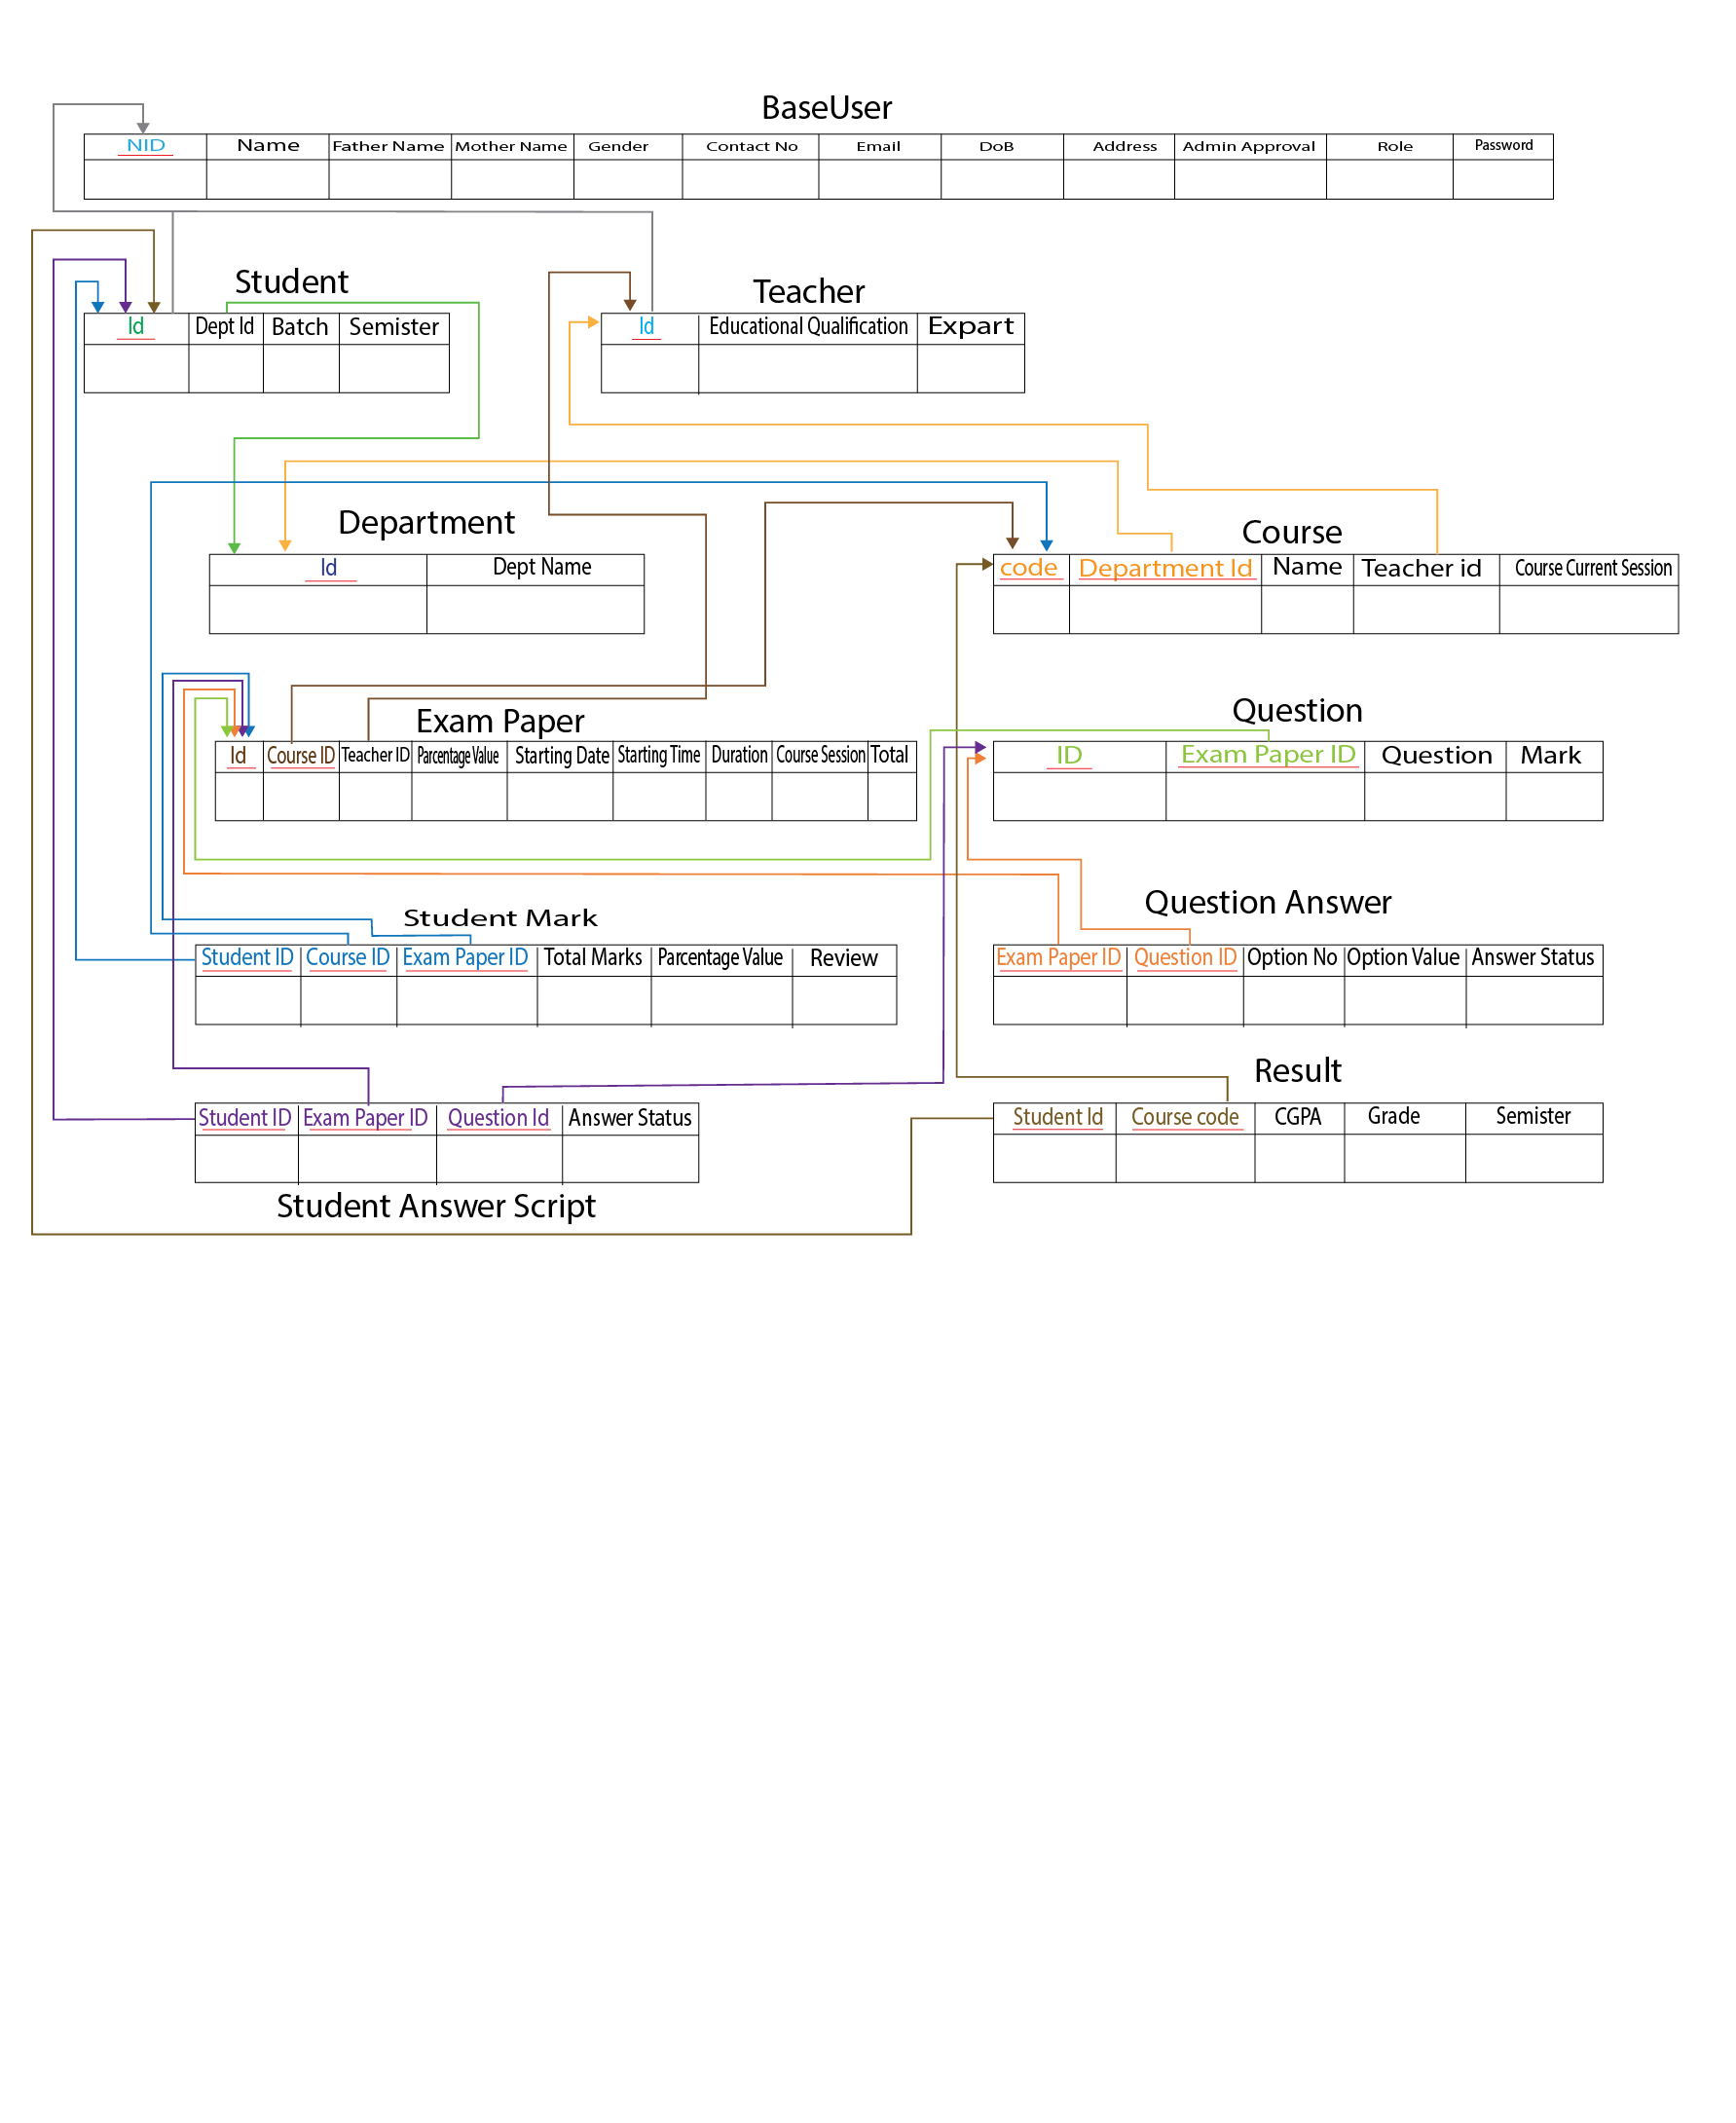 BaseUser
NID Name Father Name Mother Name Gender Contact No Email DoB Address Admin Approval Role Password
Student
Id Dept Id Batch Semister
Teacher
Id Educational Qualification Expart
Department
Id Dept Name
Course
code Department Id Name Teacher id Course Current Session
Exam Paper
Id Course ID Teacher ID Parcentage Value Starting Date Starting Time Duration Course Session Total
Question
ID Exam Paper ID Question Mark
Student Mark
Student ID Course ID Exam Paper ID Total Marks Parcentage Value Review
Question Answer
Exam Paper ID Question ID Option No Option Value Answer Status
Student ID Exam Paper ID Question Id Answer Status
Student Answer Script
Result
Student Id Course code CGPA Grade Semister